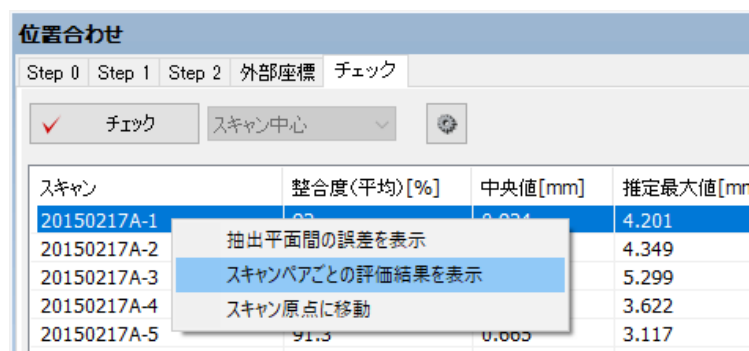 位置合わせ
Step 0 Step 1 Step 2 外部座標 チェック
チェック スキャン中心
スキャン 整合度(平均)[%] 中央値[mm] 推定最大値[mm
20150217A-1 4.201
抽出平面間の誤差を表示
20150217A-2 4.349
スキャンペアごとの評価結果を表示
20150217A-3 5.299
スキャン原点に移動
20150217A-4 3.622
20150217A-5 91.3 0.665 3.117